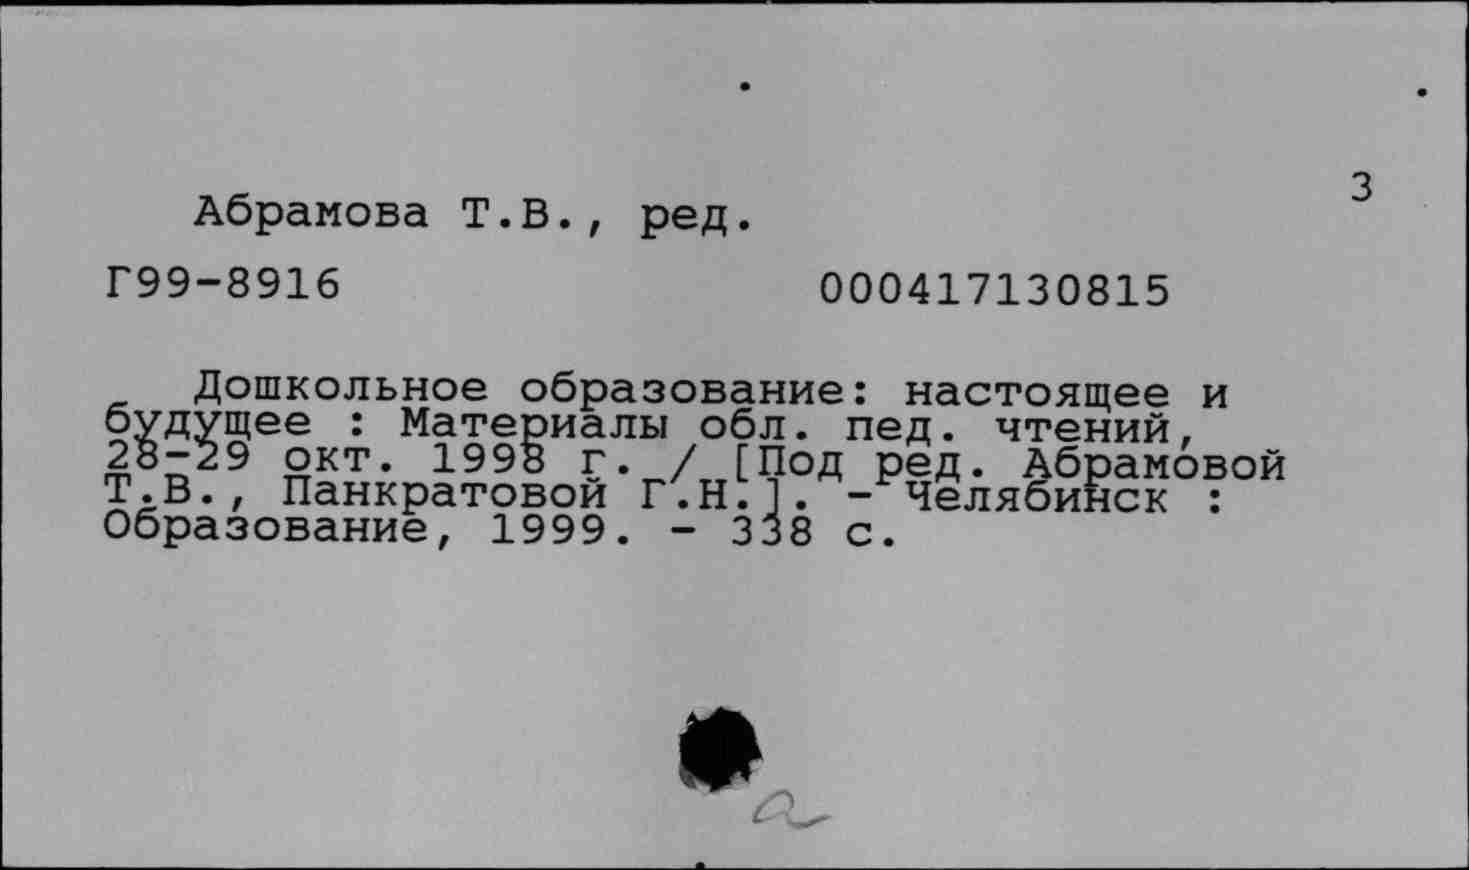 3
Абрамова Т.В., ред.
Г99-8916 000417130815
Дошкольное образование: настоящее и
будущее : Материалы обл. пед. чтений,
28-29 окт. 1998 г. / [Под ред. Абрамовой
Т.В., Панкратовой Г.Н.]. - Челябинск :
Образование, 1999. - 338 с.